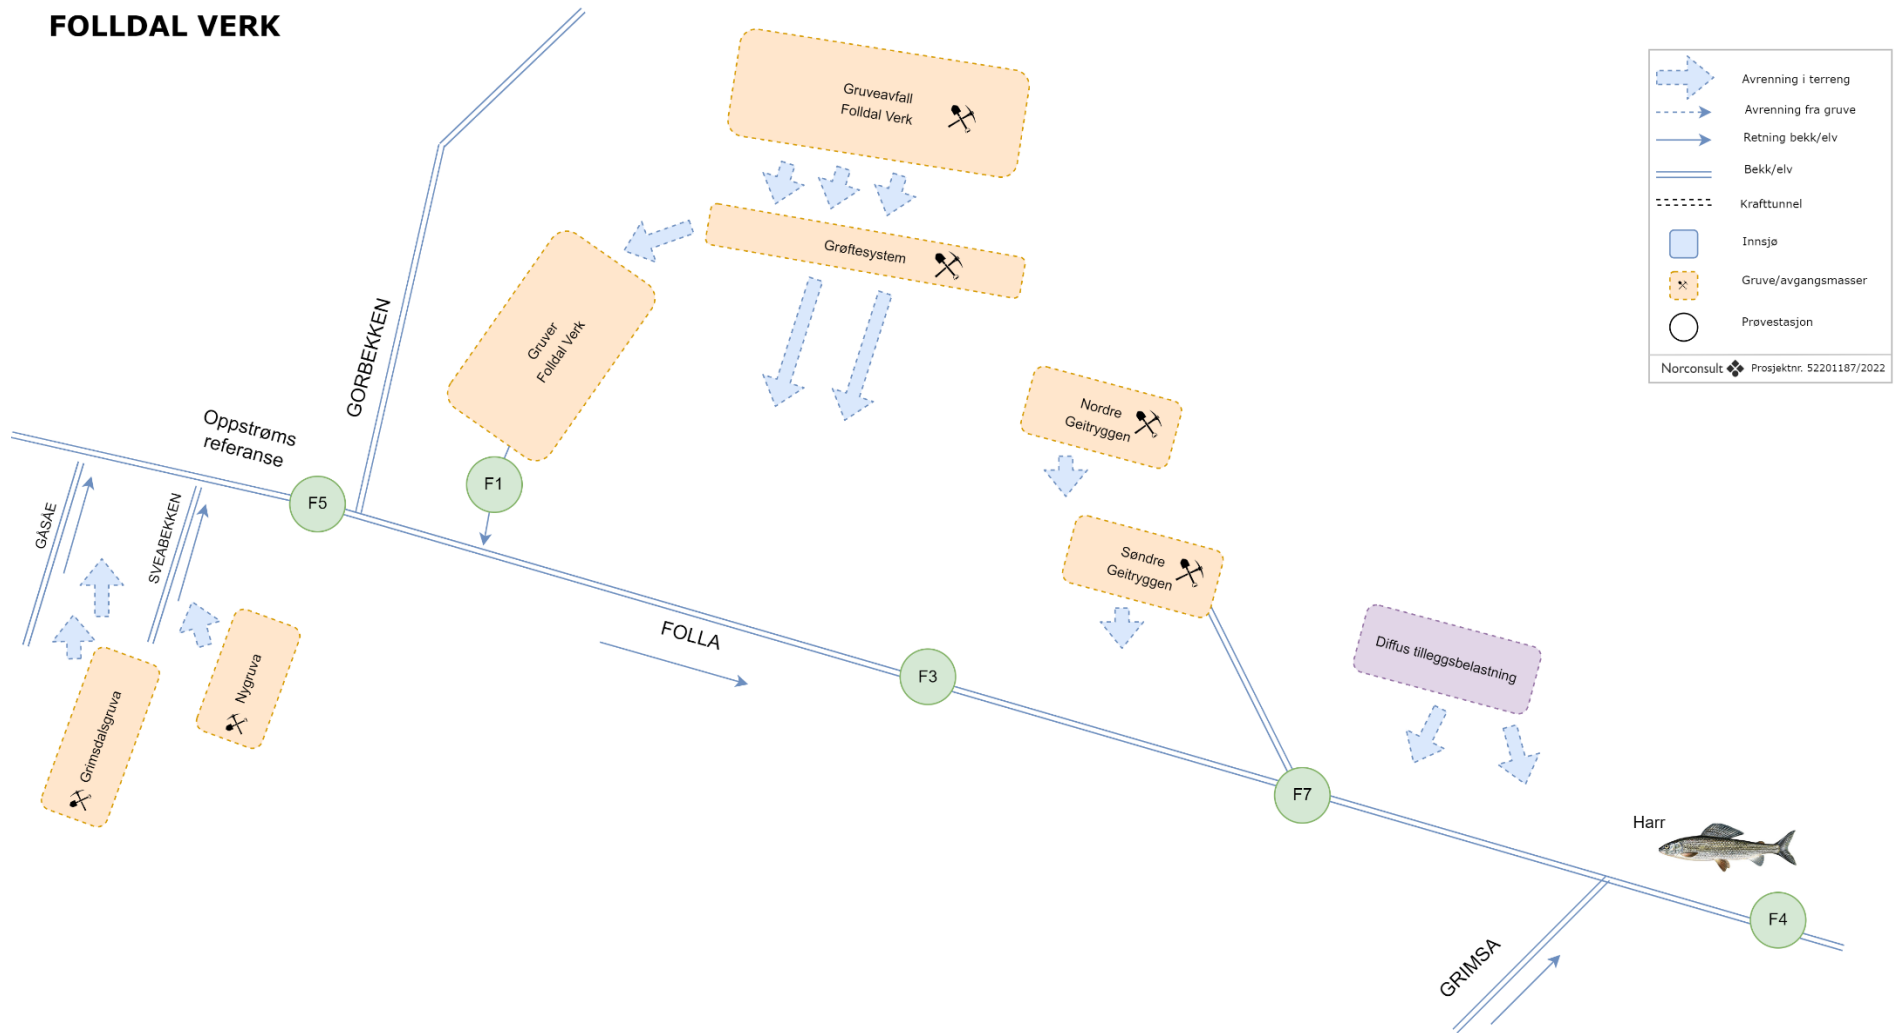 FOLLDAL VERK
Gruveavfall
Folldal Verk
Grøftesystem
Gruver
Folldal Verk
GORBEKKEN
Oppstrøms
referanse
F5
F1
GÅSÅE
SVEABEKKEN
Grimsdalsgruva
Nygruva
FOLLA
F3
Nordre
Geitryggen
Søndre
Geitryggen
Diffus tilleggsbelastning
F7
Harr
F4
GRIMSA
Avrenning i terreng
Avrenning fra gruve
Retning bekk/elv
Bekk/elv
Krafttunnel
Innsjø
Gruve/avgangsmasser
Prøvestasjon
Norconsult Prosjektnr. 52201187/2022